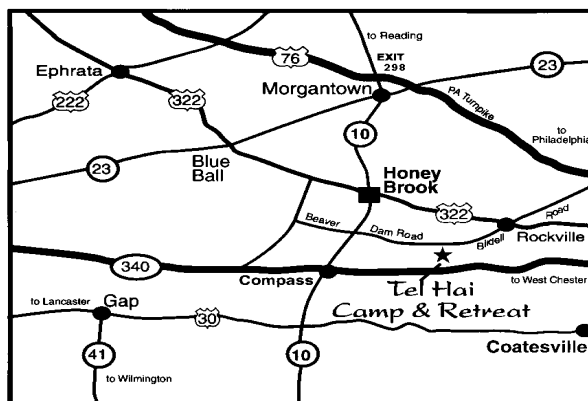 to Reading
EXIT
298
76
23
Ephrata
Morgantown
222
322
PA Turnpike
to
Philadelphia
10
Blue
Ball
23
Honey
Brook
322
Beaver Dam Road
Birdell Road
Rockville
340
Compass
to West Chester
Tel Hai
Camp & Retreat
to Lancaster
Gap
30
Coatesville
41
10
to Wilmington